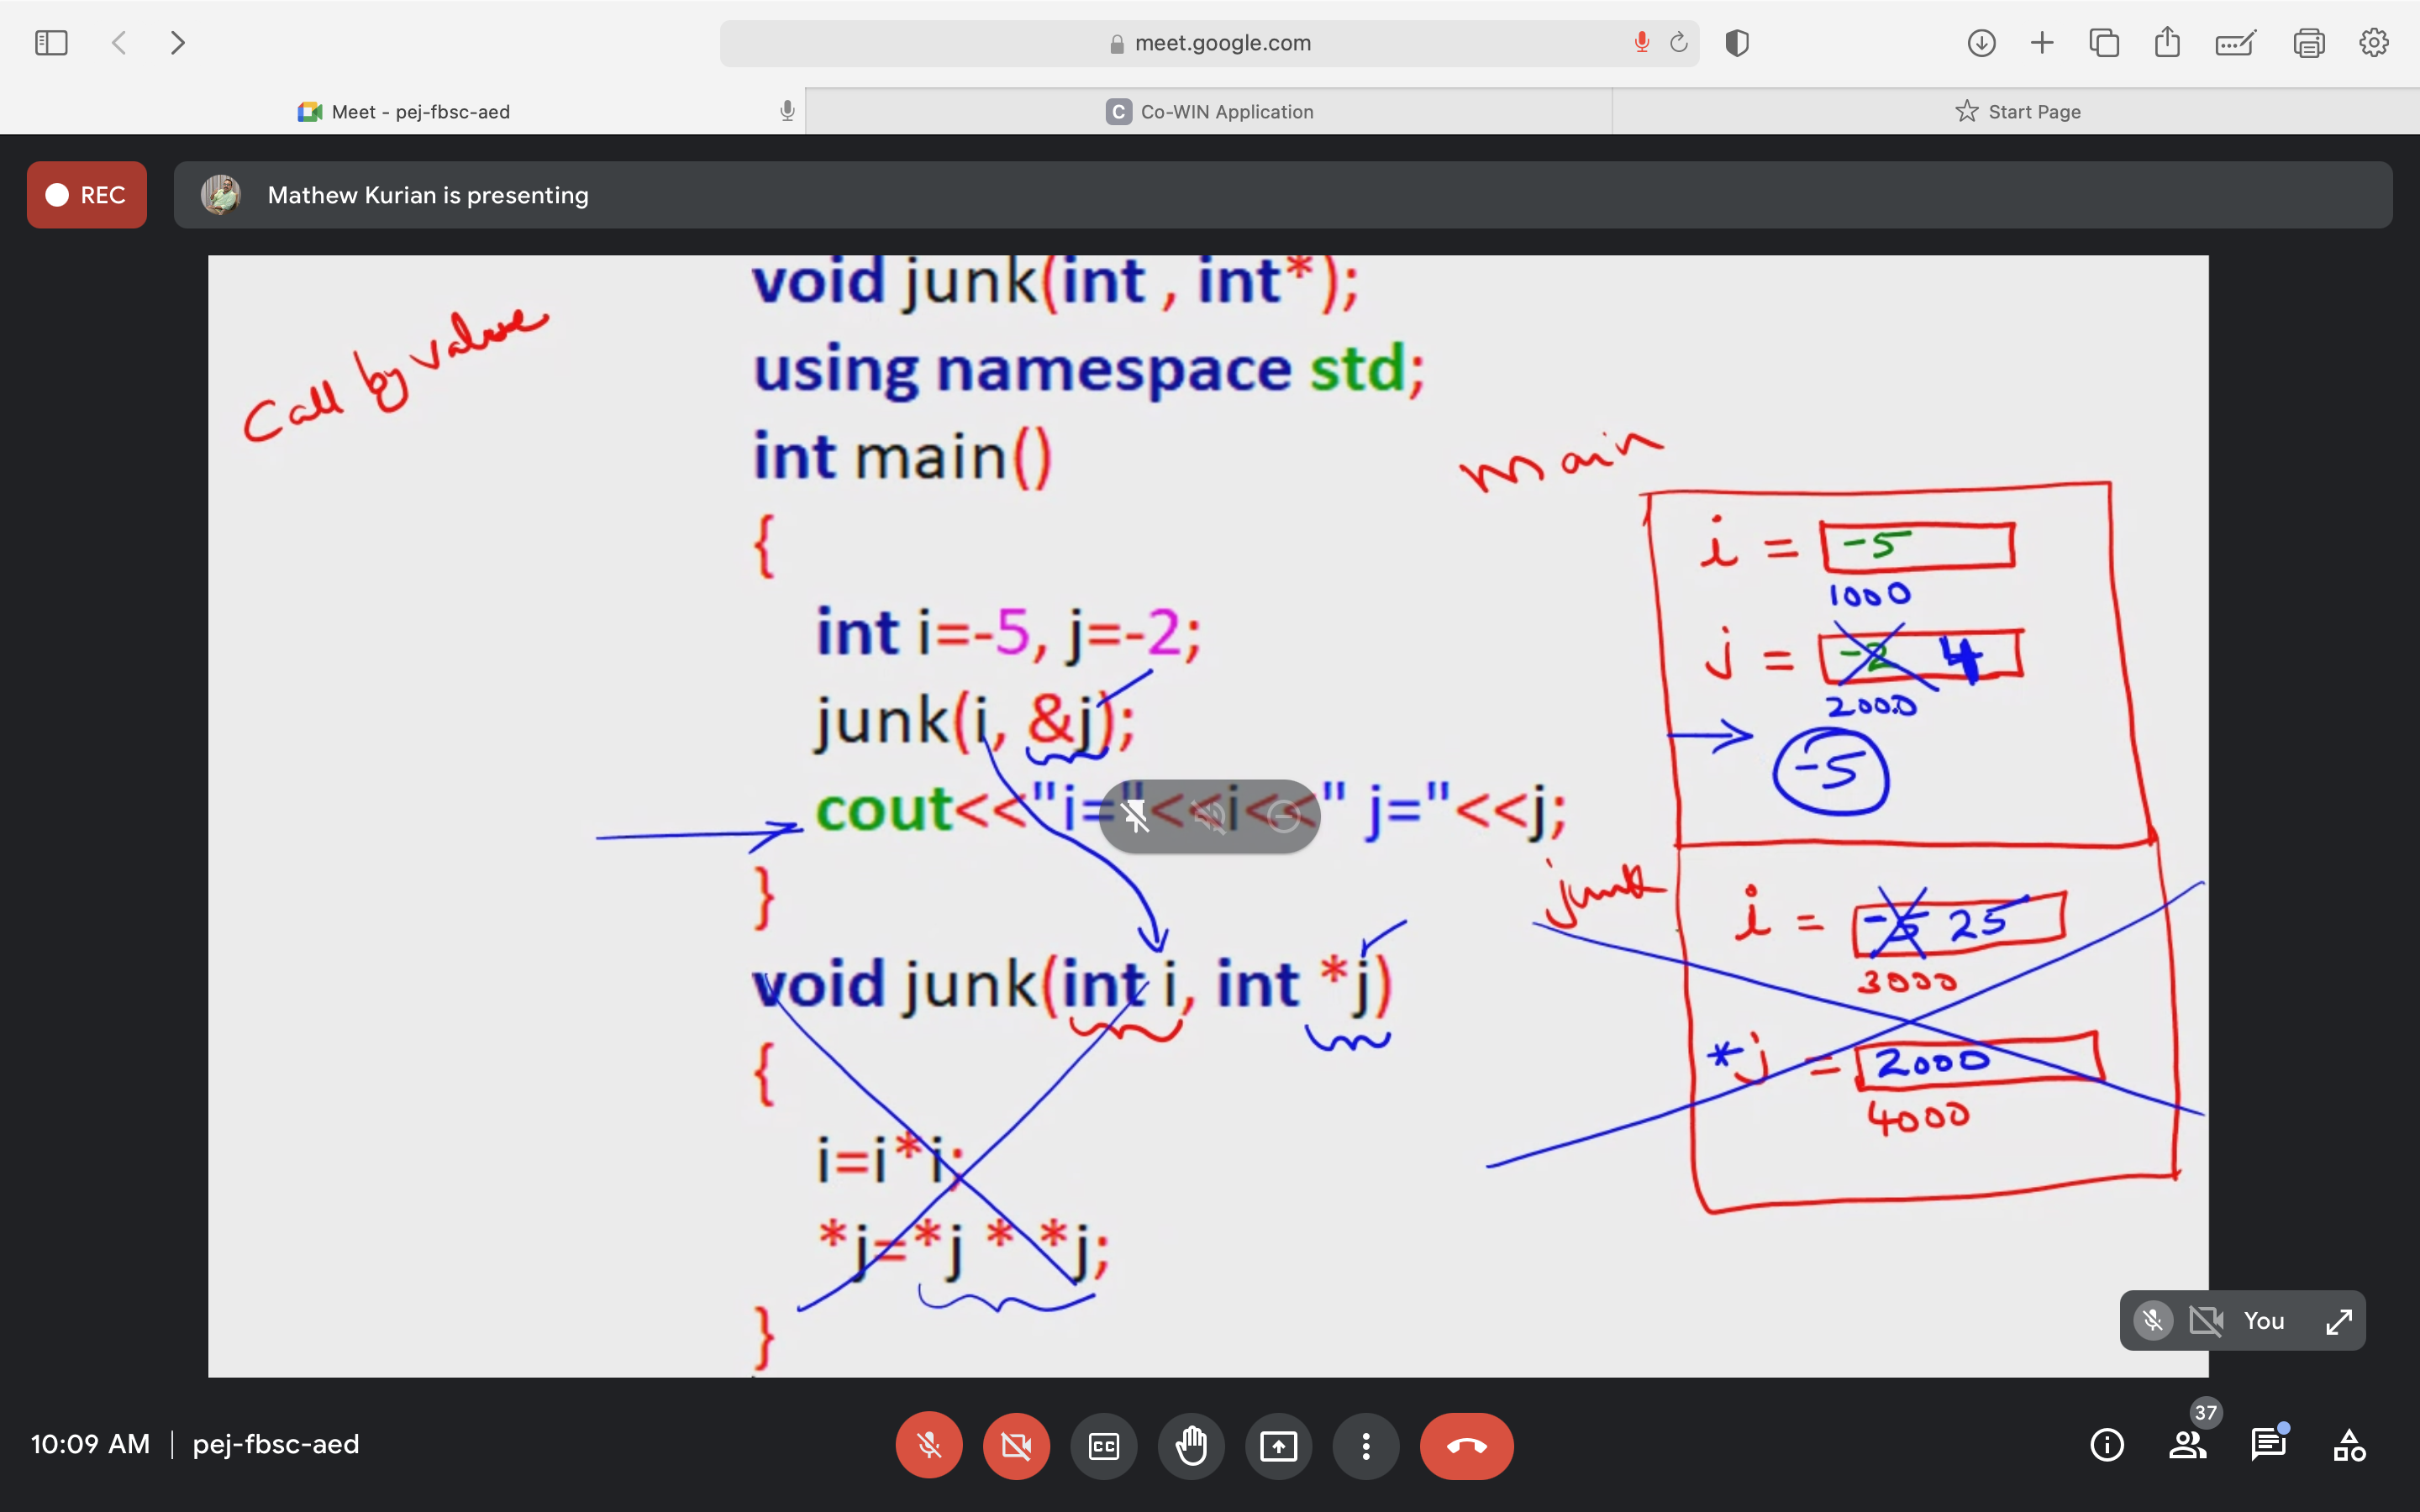 meet.google.com
Meet - pej-fbsc-aed
C Co-WIN Application
Start Page
REC
Mathew Kurian is presenting
void junk(int , int*);
Call by value
using namespace std;
int main()
main
{
i = -5
1000
int i=-5, j=-2;
j = -2 4
2000
junk(i, &j);
-5
cout<<"i="<<i<<" j="<<j;
}
junk
i = -5 25
3000
void junk(int i, int *j)
{
*j = 2000
4000
i=i*i;
*j=*j * *j;
}
You
10:09 AM | pej-fbsc-aed
CC
37